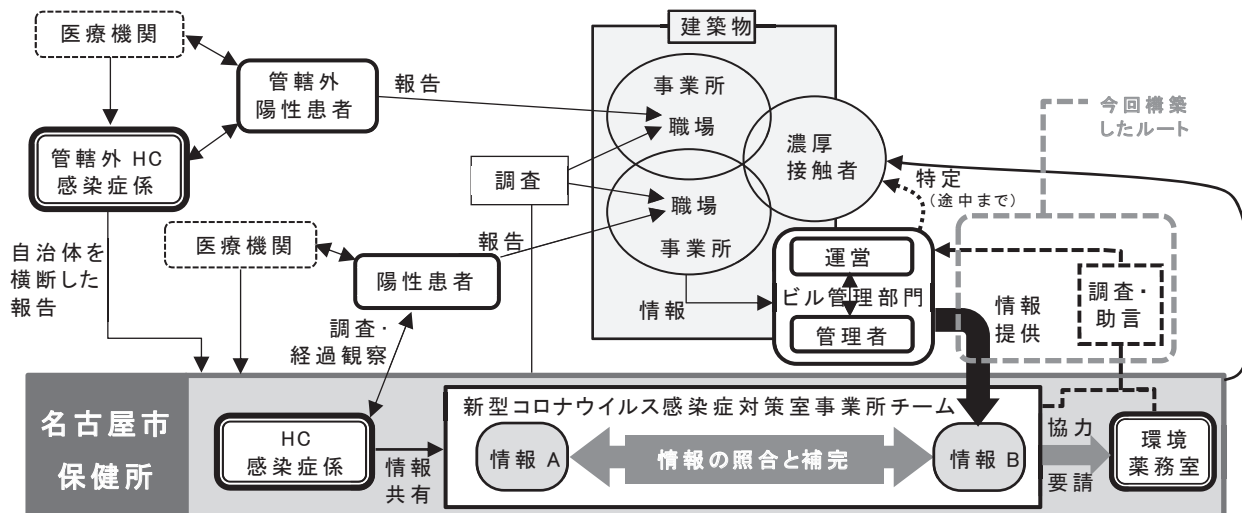 医療機関
管轄外
陽性患者
報告
管轄外 HC
感染症係
自治体を
横断した
報告
医療機関
陽性患者
報告
調査・
経過観察
調査
建築物
事業所
職場
職場
事業所
濃厚
接触者
特定
（途中まで）
今回構築
したルート
情報
運営
ビル管理部門
管理者
情報
提供
調査・
助言
名古屋市
保健所
HC
感染症係
情報
共有
新型コロナウイルス感染症対策室事業所チーム
情報 A
情報の照合と補完
情報 B
協力
要請
環境
薬務室